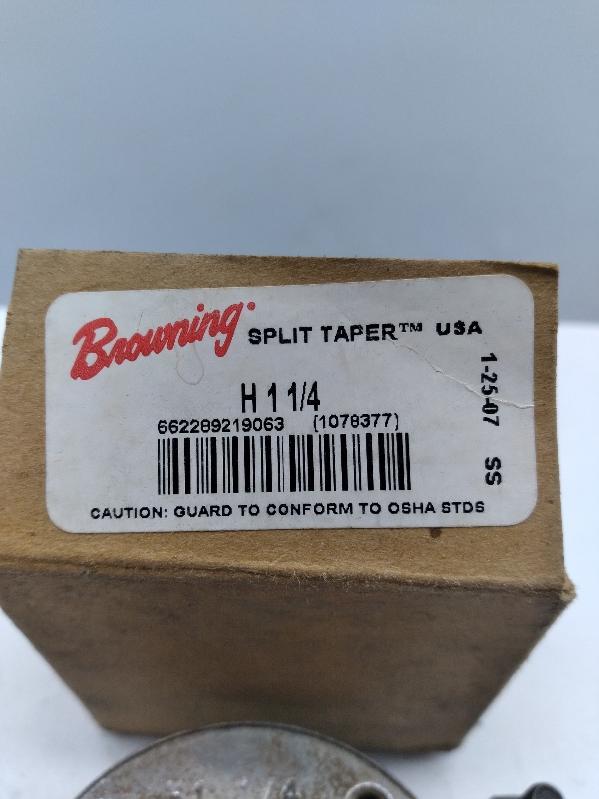 Browning SPLIT TAPER™ USA
H 1 1/4
662289219063 (1078377)
CAUTION: GUARD TO CONFORM TO OSHA STDS
1-25-07 SS